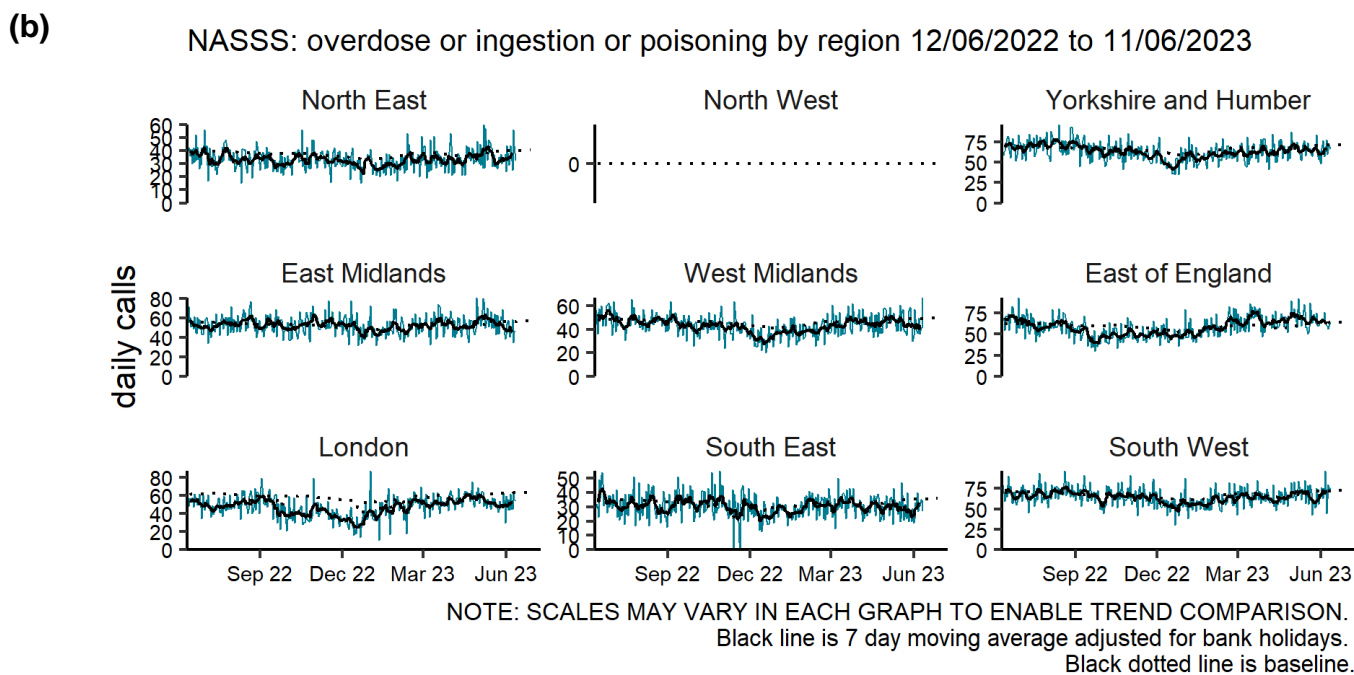 (b)
NASSS: overdose or ingestion or poisoning by region 12/06/2022 to 11/06/2023
North East
North West
Yorkshire and Humber
60
50
40
30
20
10
0
0
75
50
25
0
daily calls
East Midlands
West Midlands
East of England
80
60
40
20
0
60
40
20
0
75
50
25
0
London
South East
South West
80
60
40
20
0
50
40
30
20
10
0
75
50
25
0
Sep 22 Dec 22 Mar 23 Jun 23
Sep 22 Dec 22 Mar 23 Jun 23
Sep 22 Dec 22 Mar 23 Jun 23
NOTE: SCALES MAY VARY IN EACH GRAPH TO ENABLE TREND COMPARISON.
Black line is 7 day moving average adjusted for bank holidays.
Black dotted line is baseline.